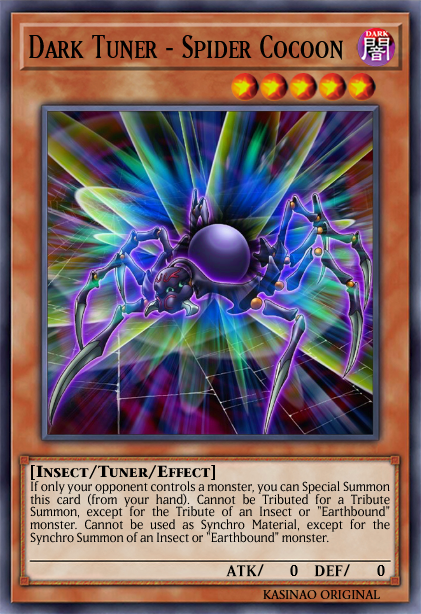 Dark Tuner - Spider Cocoon
DARK
闇
[Insect/Tuner/Effect]
If only your opponent controls a monster, you can Special Summon
this card (from your hand). Cannot be Tributed for a Tribute
Summon, except for the Tribute of an Insect or "Earthbound"
monster. Cannot be used as Synchro Material, except for the
Synchro Summon of an Insect or "Earthbound" monster.
ATK/ 0 DEF/ 0
KASINAO ORIGINAL